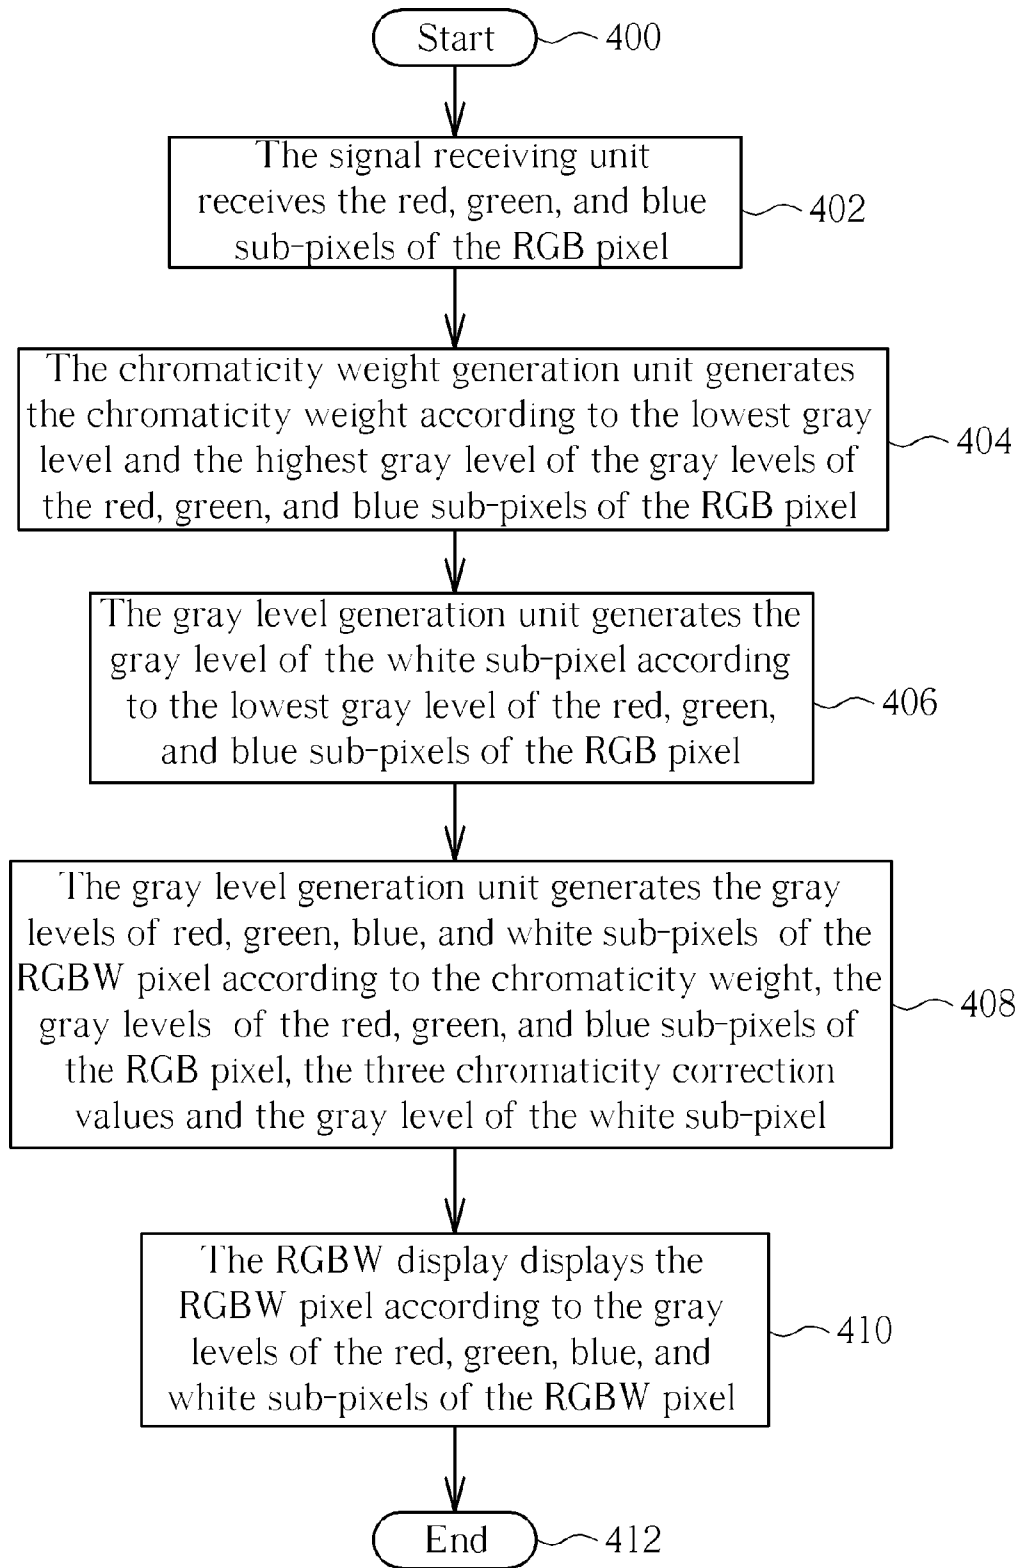 Start
400
The signal receiving unit
receives the red, green, and blue
sub-pixels of the RGB pixel
402
The chromaticity weight generation unit generates
the chromaticity weight according to the lowest gray
level and the highest gray level of the gray levels of
the red, green, and blue sub-pixels of the RGB pixel
404
The gray level generation unit generates the
gray level of the white sub-pixel according
to the lowest gray level of the red, green,
and blue sub-pixels of the RGB pixel
406
The gray level generation unit generates the gray
levels of red, green, blue, and white sub-pixels of the
RGBW pixel according to the chromaticity weight, the
gray levels of the red, green, and blue sub-pixels of
the RGB pixel, the three chromaticity correction
values and the gray level of the white sub-pixel
408
The RGBW display displays the
RGBW pixel according to the gray
levels of the red, green, blue, and
white sub-pixels of the RGBW pixel
410
End
412